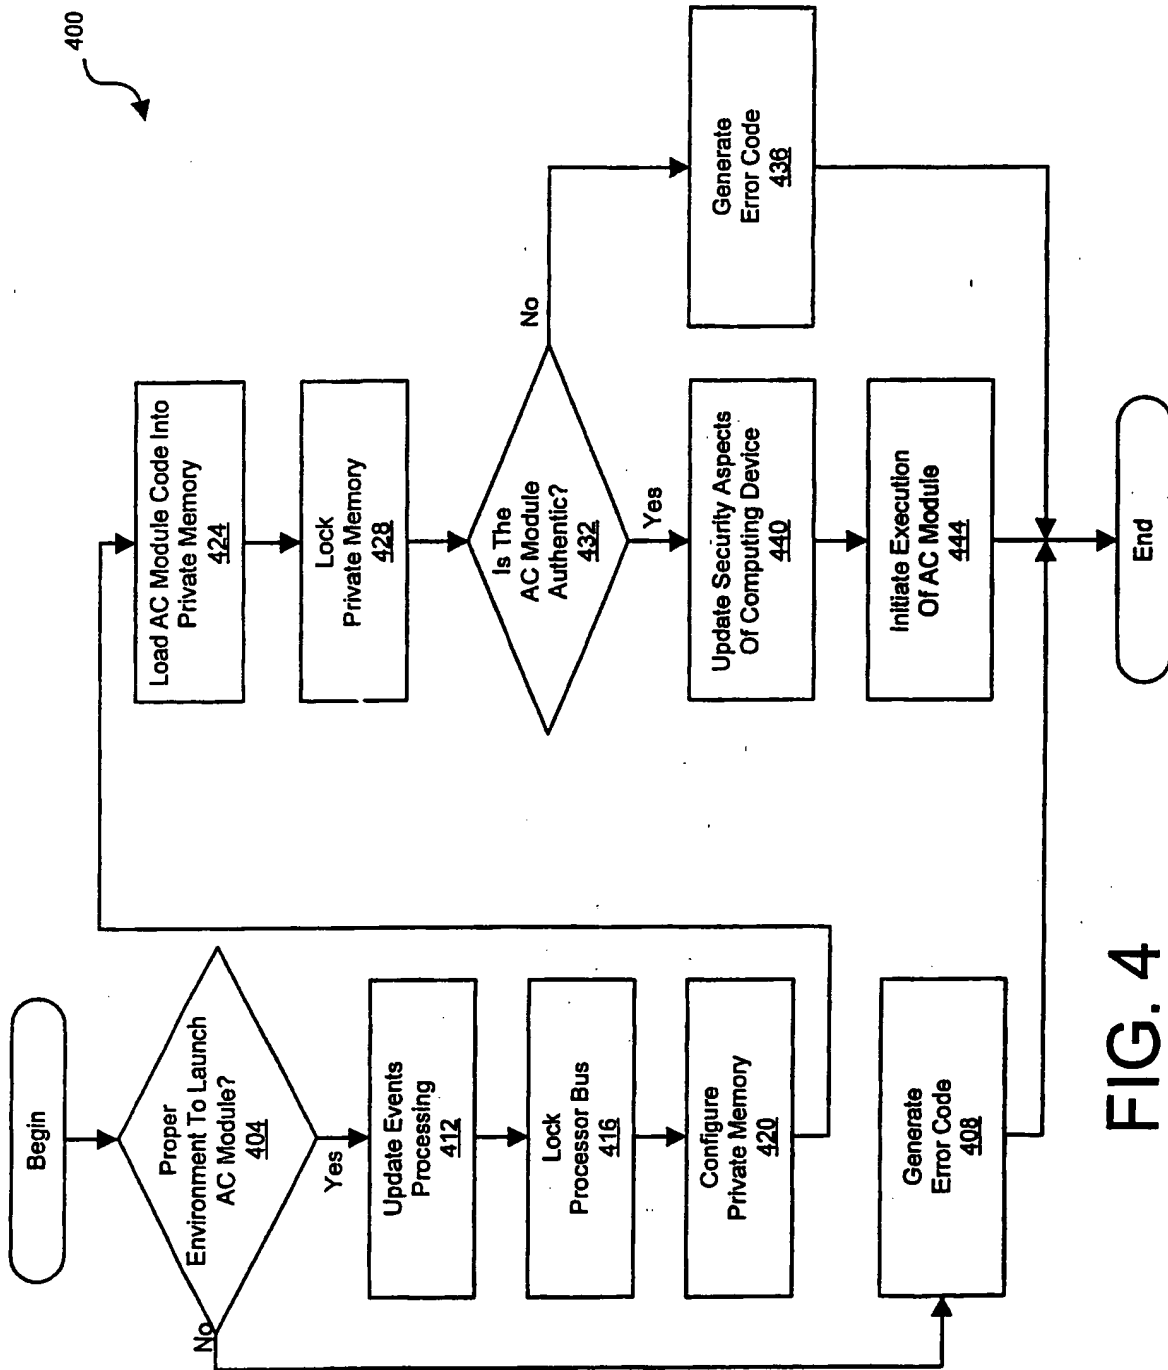 400
Begin
Proper
Environment To Launch
AC Module?
404
No
Yes
Update Events
Processing
412
Lock
Processor Bus
416
Configure
Private Memory
420
Generate
Error Code
408
Load AC Module Code Into
Private Memory
424
Lock
Private Memory
428
Is The
AC Module
Authentic?
432
No
Yes
Generate
Error Code
436
Update Security Aspects
Of Computing Device
440
Initiate Execution
Of AC Module
444
End
FIG. 4